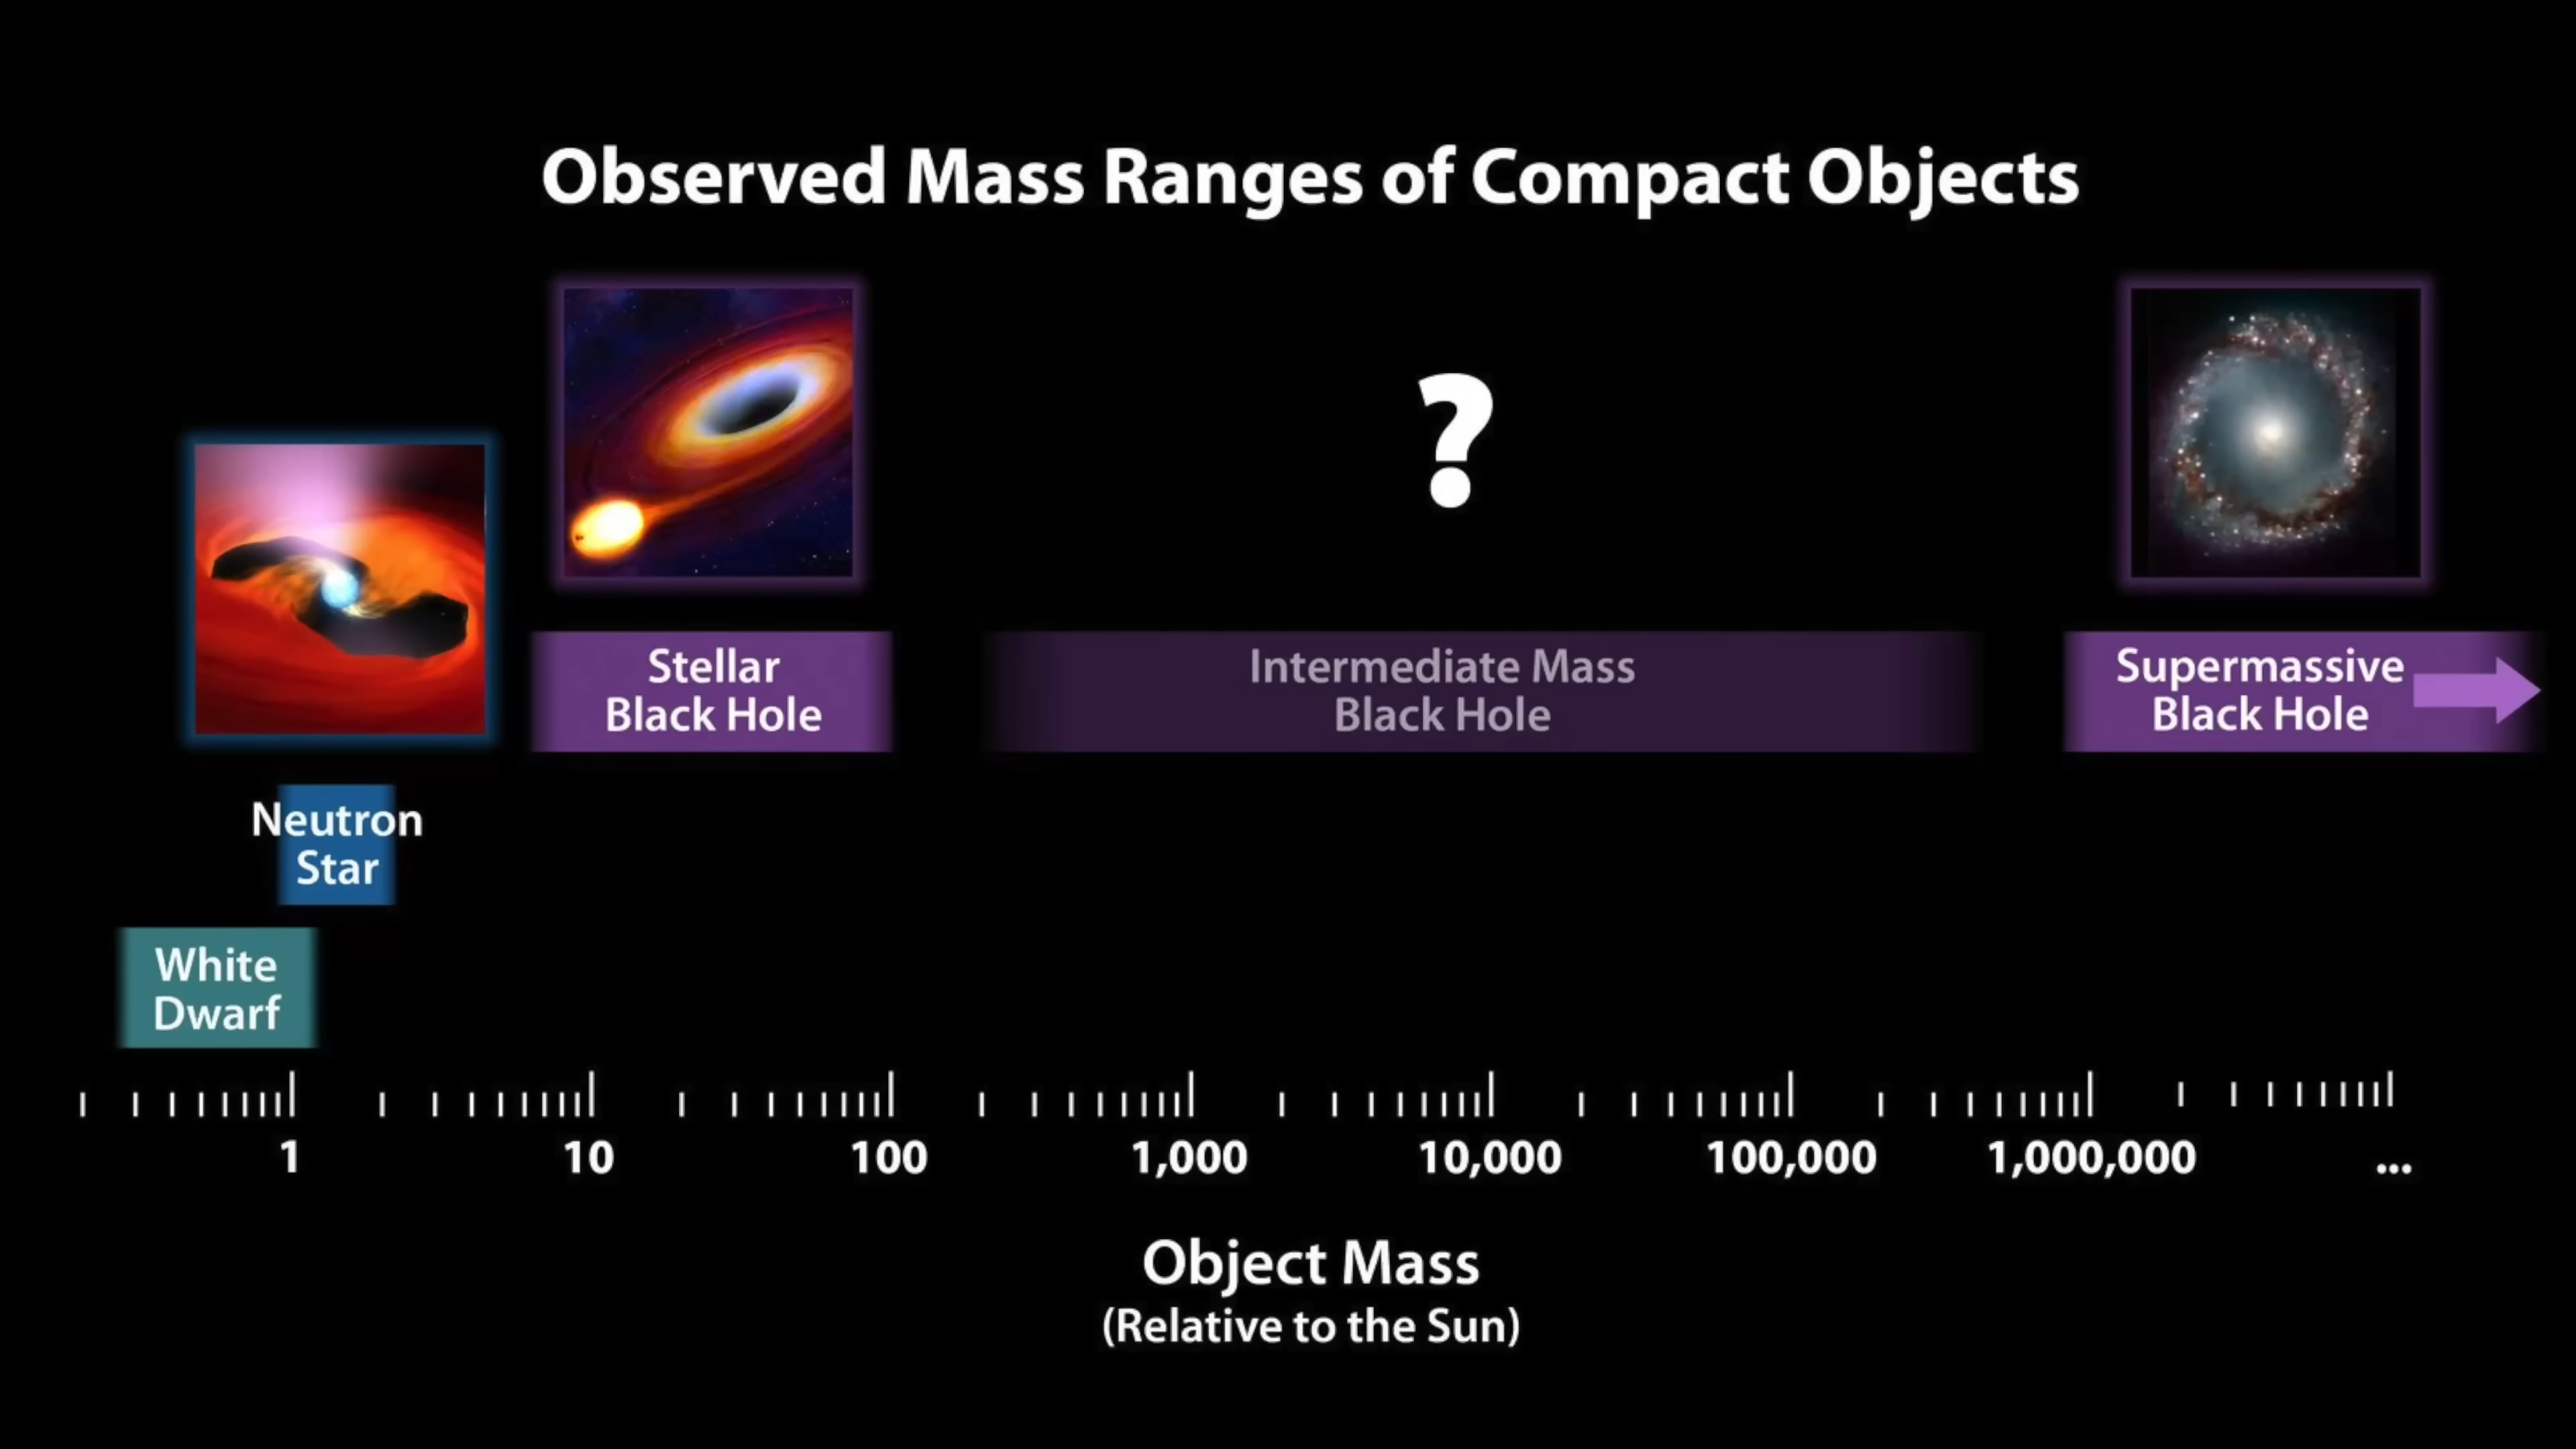 Observed Mass Ranges of Compact Objects
?
Stellar
Black Hole
Intermediate Mass
Black Hole
Supermassive
Black Hole
Neutron
Star
White
Dwarf
1 10 100 1,000 10,000 100,000 1,000,000 ...
Object Mass
(Relative to the Sun)